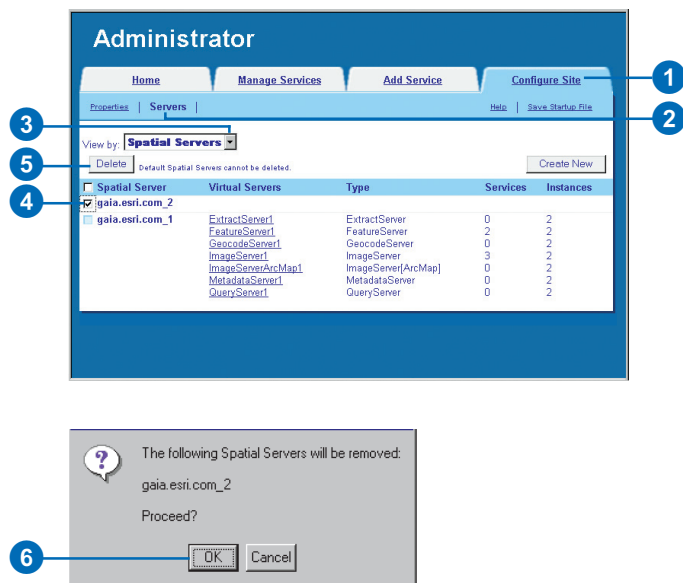 Administrator
Home Manage Services Add Service Configure Site 1
Properties | Servers | Help | Save Startup File 2
3
View by: Spatial Servers
5 Delete Default Spatial Servers cannot be deleted. Create New
Spatial Server Virtual Servers Type Services Instances
4 gaia.esri.com_2
gaia.esri.com_1 ExtractServer1 ExtractServer 0 2
FeatureServer1 FeatureServer 2 2
GeocodeServer1 GeocodeServer 0 2
ImageServer1 ImageServer 3 2
ImageServerArcMap1 ImageServer[ArcMap] 0 2
MetadataServer1 MetadataServer 0 2
QueryServer1 QueryServer 0 2
? The following Spatial Servers will be removed:
gaia.esri.com_2
Proceed?
6 OK Cancel